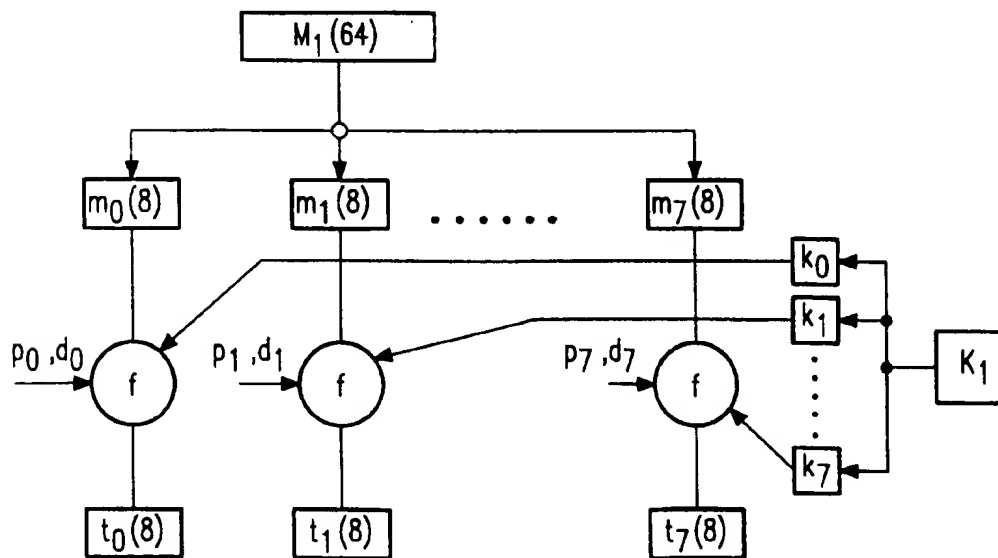 M₁(64)
m₀(8) m₁(8) ...... m₇(8)
k₀
k₁
p₀,d₀ p₁,d₁ p₇,d₇
f f f
K₁
k₇
t₀(8) t₁(8) t₇(8)